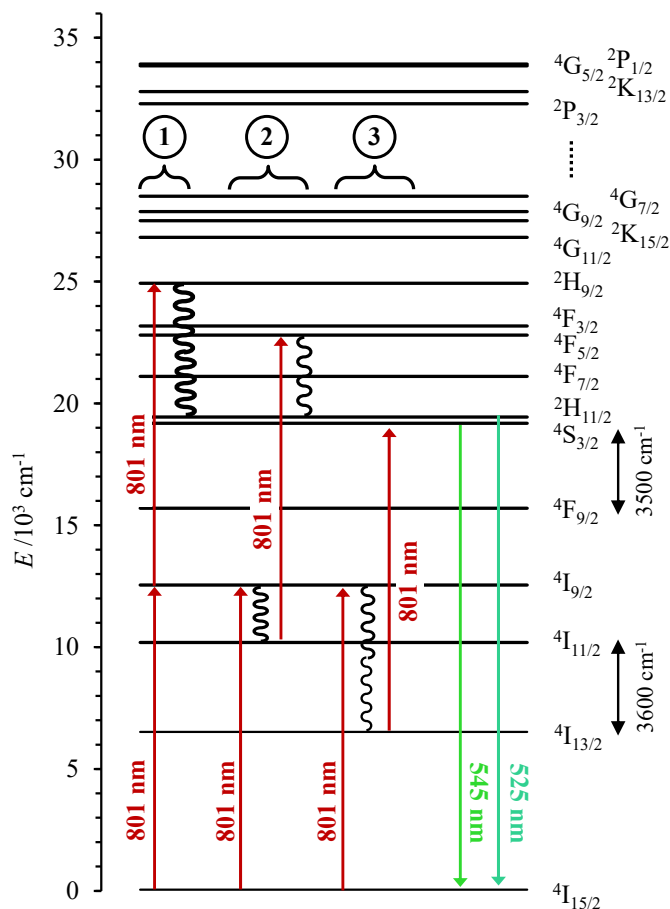 35
⁴G₅/₂ ²P₁/₂
²K₁₃/₂
²P₃/₂
1 2 3
30
⁴G₇/₂
⁴G₉/₂
²K₁₅/₂
⁴G₁₁/₂
25
²H₉/₂
⁴F₃/₂
⁴F₅/₂
⁴F₇/₂
20
²H₁₁/₂
⁴S₃/₂
801 nm
801 nm
801 nm
3500 cm⁻¹
E /10³ cm⁻¹
15
⁴F₉/₂
⁴I₉/₂
10
⁴I₁₁/₂
3600 cm⁻¹
⁴I₁₃/₂
5
801 nm
801 nm
801 nm
545 nm
525 nm
0
⁴I₁₅/₂